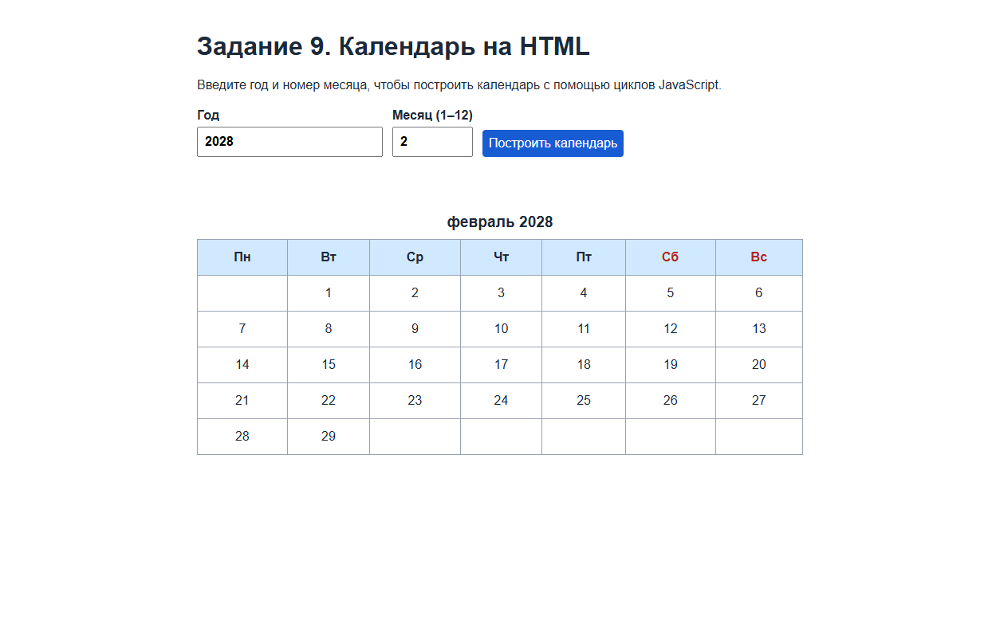 Задание 9. Календарь на HTML
Введите год и номер месяца, чтобы построить календарь с помощью циклов JavaScript.
Год Месяц (1–12)
2028 2 Построить календарь
февраль 2028
Пн Вт Ср Чт Пт Сб Вс
1 2 3 4 5 6
7 8 9 10 11 12 13
14 15 16 17 18 19 20
21 22 23 24 25 26 27
28 29